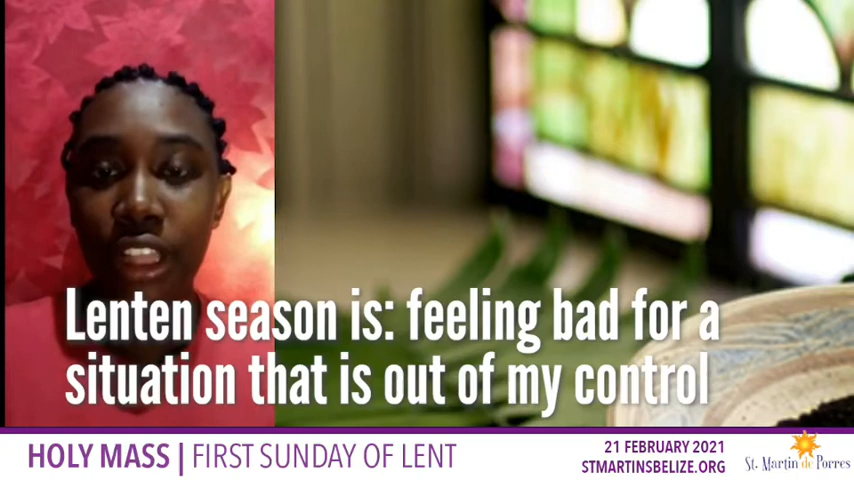 Lenten season is: feeling bad for a
situation that is out of my control
HOLY MASS | FIRST SUNDAY OF LENT
21 FEBRUARY 2021
STMARTINSBELIZE.ORG
St. Martin de Porres